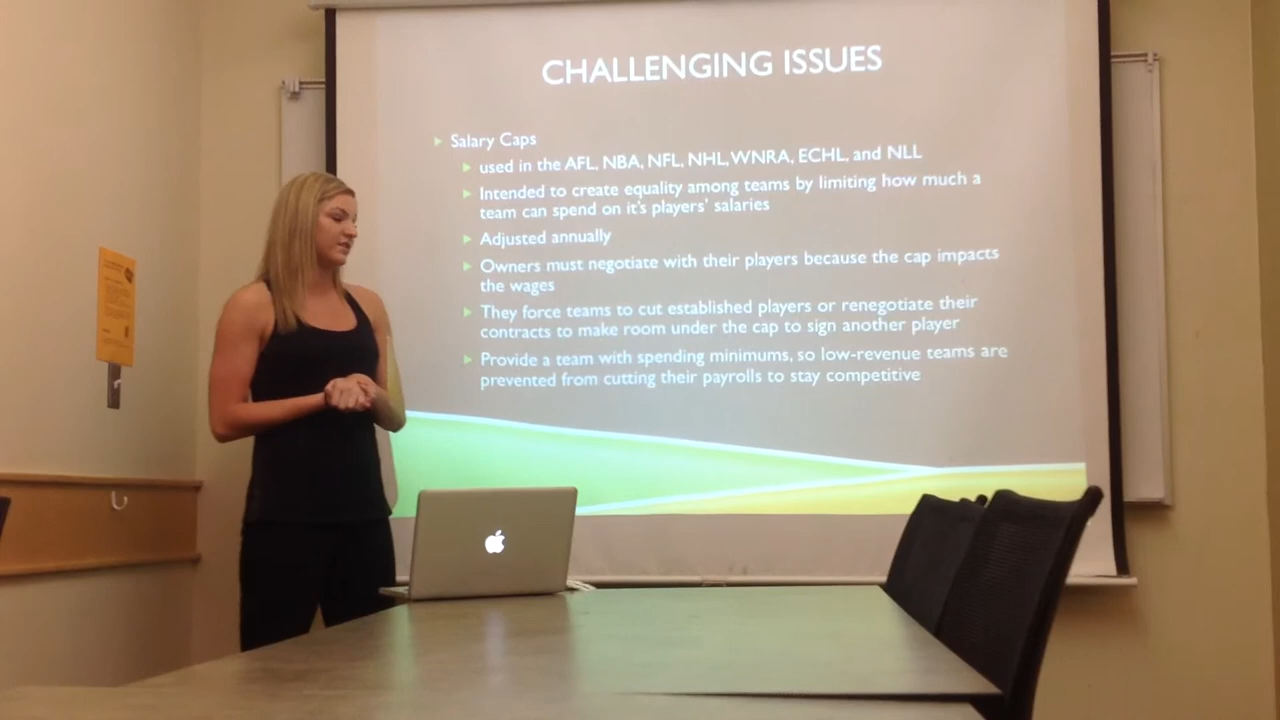 CHALLENGING ISSUES
Salary Caps
used in the AFL, NBA, NFL, NHL, WNRA, ECHL, and NLL
Intended to create equality among teams by limiting how much a
team can spend on it's players' salaries
Adjusted annually
Owners must negotiate with their players because the cap impacts
the wages
They force teams to cut established players or renegotiate their
contracts to make room under the cap to sign another player
Provide a team with spending minimums, so low-revenue teams are
prevented from cutting their payrolls to stay competitive